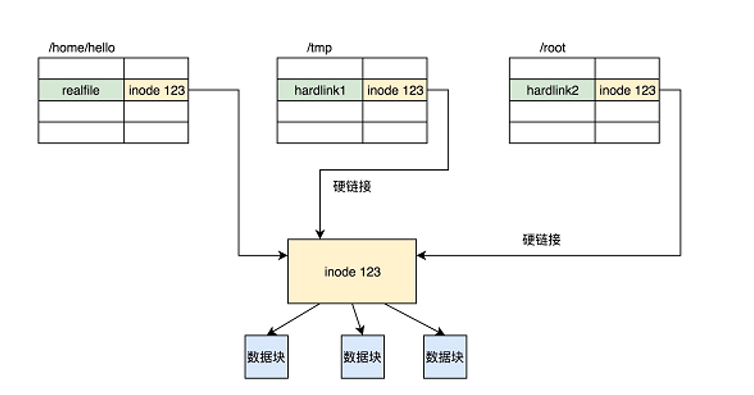 /home/hello
/tmp
/root
realfile inode 123
hardlink1 inode 123
hardlink2 inode 123
硬链接
硬链接
inode 123
数据块
数据块
数据块